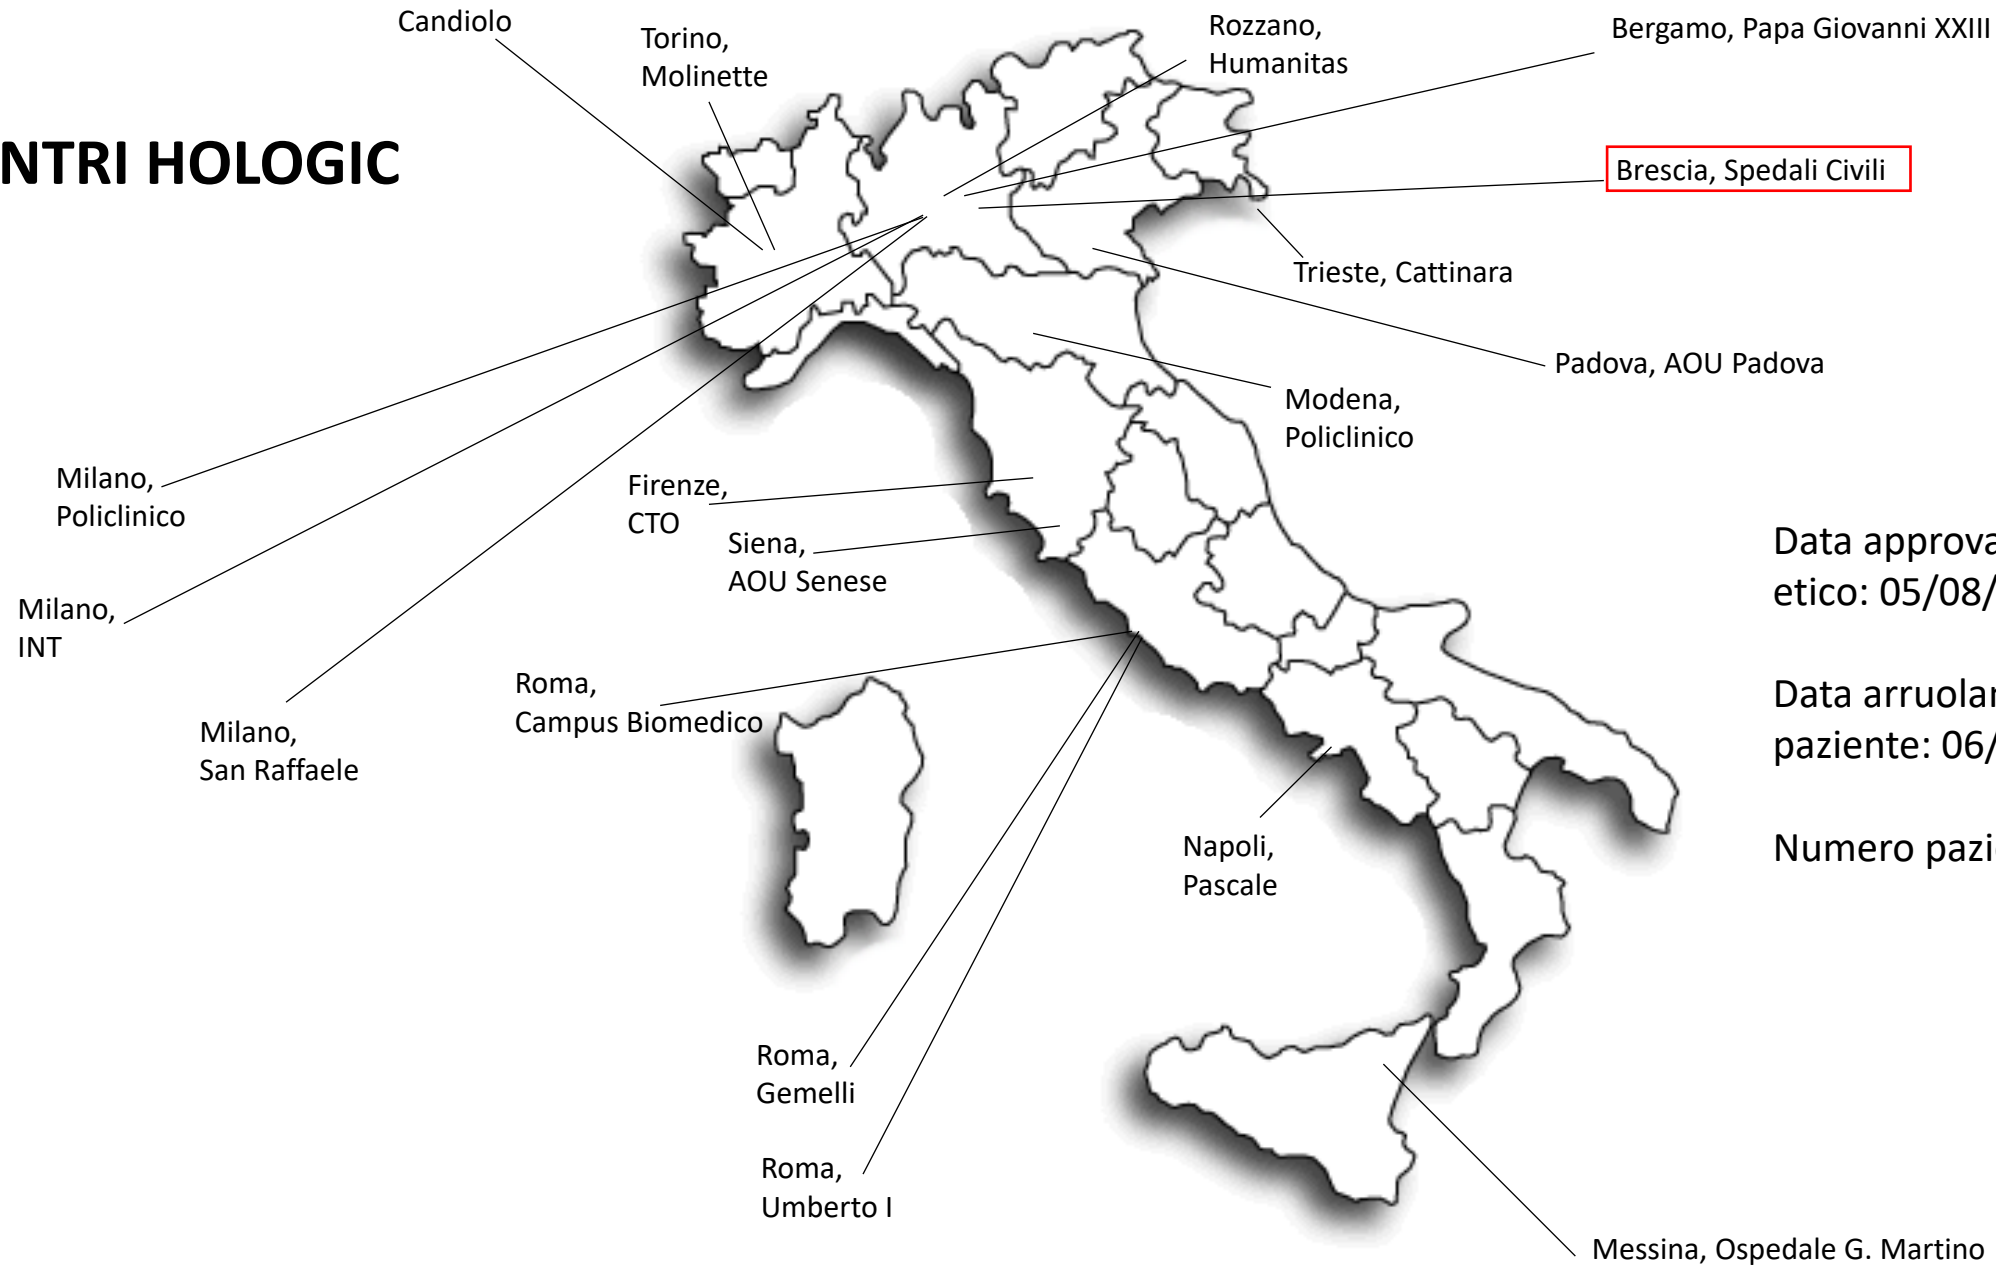 Candiolo
Torino,
Molinette
Rozzano,
Humanitas
Bergamo, Papa Giovanni XXIII
NTRI HOLOGIC
Brescia, Spedali Civili
Trieste, Cattinara
Padova, AOU Padova
Modena,
Policlinico
Milano,
Policlinico
Firenze,
CTO
Siena,
AOU Senese
Milano,
INT
Data approva
etico: 05/08/
Roma,
Campus Biomedico
Milano,
San Raffaele
Data arruolar
paziente: 06/
Napoli,
Pascale
Numero pazi
Roma,
Gemelli
Roma,
Umberto I
Messina, Ospedale G. Martino